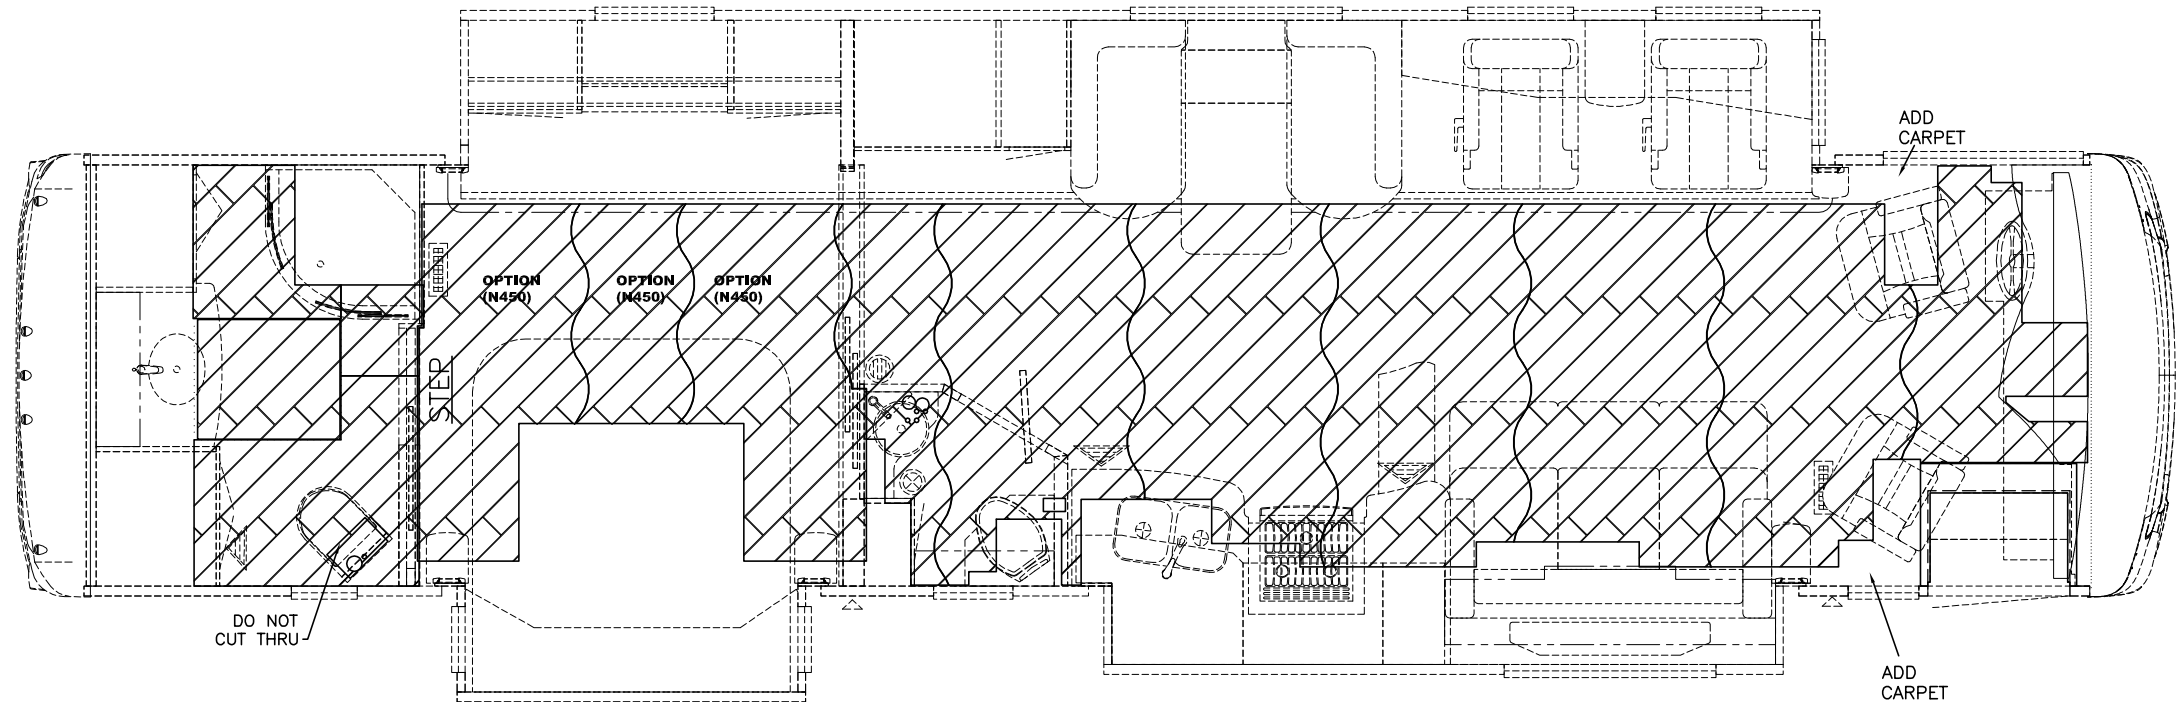 ADD
CARPET
OPTION
(N450)
OPTION
(N450)
OPTION
(N450)
STEP
DO NOT
CUT THRU
ADD
CARPET